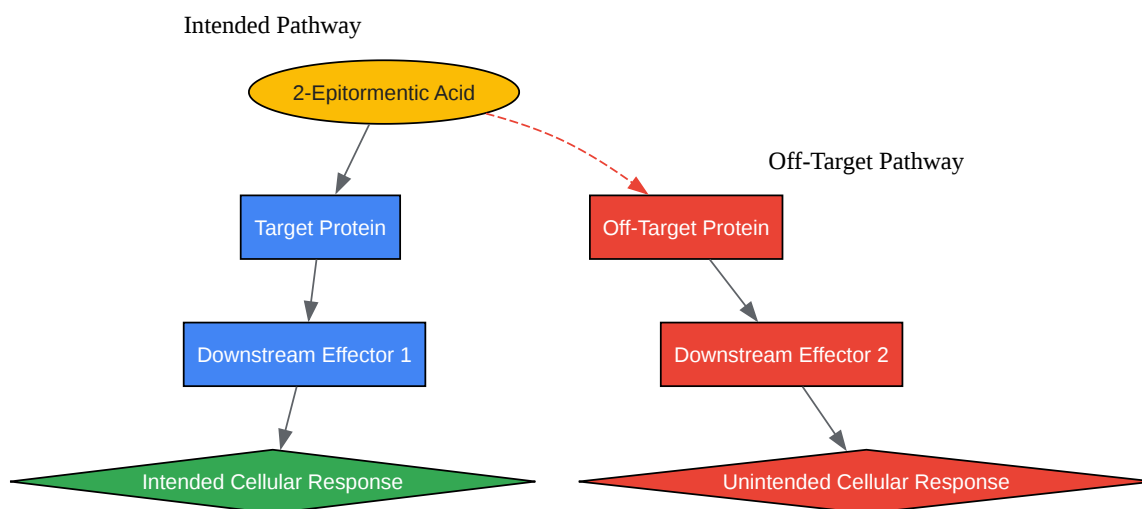 Intended Pathway
2-Epitormentic Acid
Off-Target Pathway
Target Protein
Off-Target Protein
Downstream Effector 1
Downstream Effector 2
Intended Cellular Response
Unintended Cellular Response